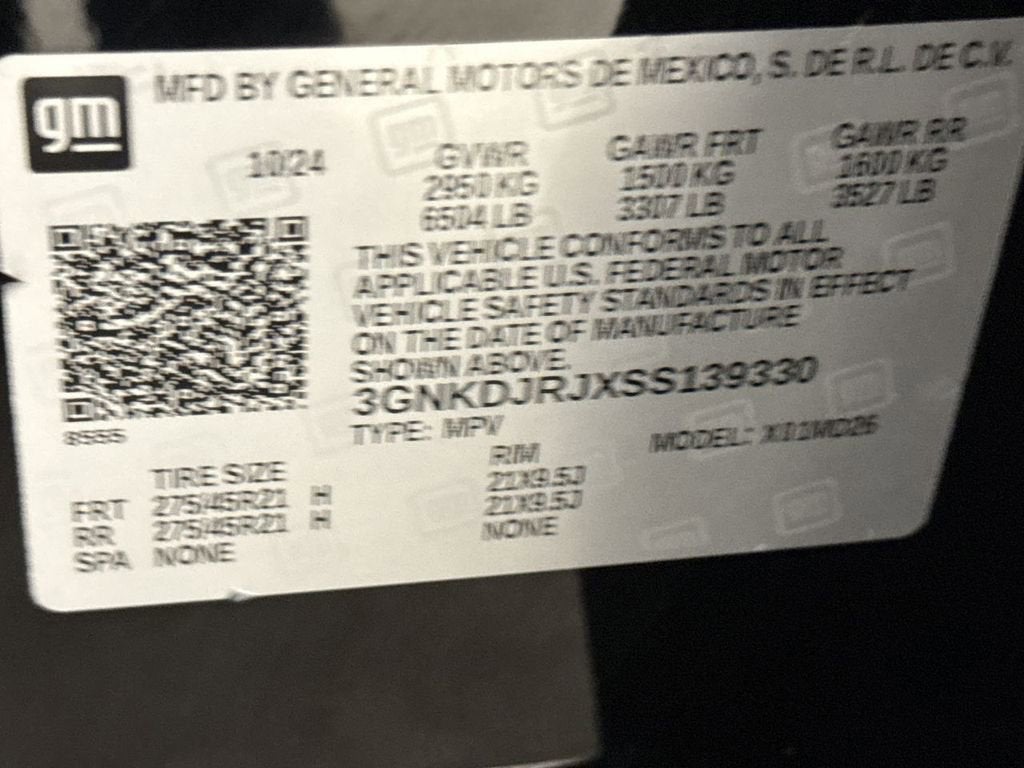 gm
MFD BY GENERAL MOTORS DE MEXICO, S. DE R.L. DE C.V.
10/24 GVWR GAWR FRT GAWR RR
2950 KG 1500 KG 1600 KG
6504 LB 3307 LB 3527 LB
THIS VEHICLE CONFORMS TO ALL
APPLICABLE U.S. FEDERAL MOTOR
VEHICLE SAFETY STANDARDS IN EFFECT
ON THE DATE OF MANUFACTURE
SHOWN ABOVE.
3GNKDJRJXSS139330
8555
TYPE: MPV MODEL:
TIRE SIZE RIM
FRT 275/45R21 H 21X9.5J
RR 275/45R21 H 21X9.5J
SPA NONE NONE